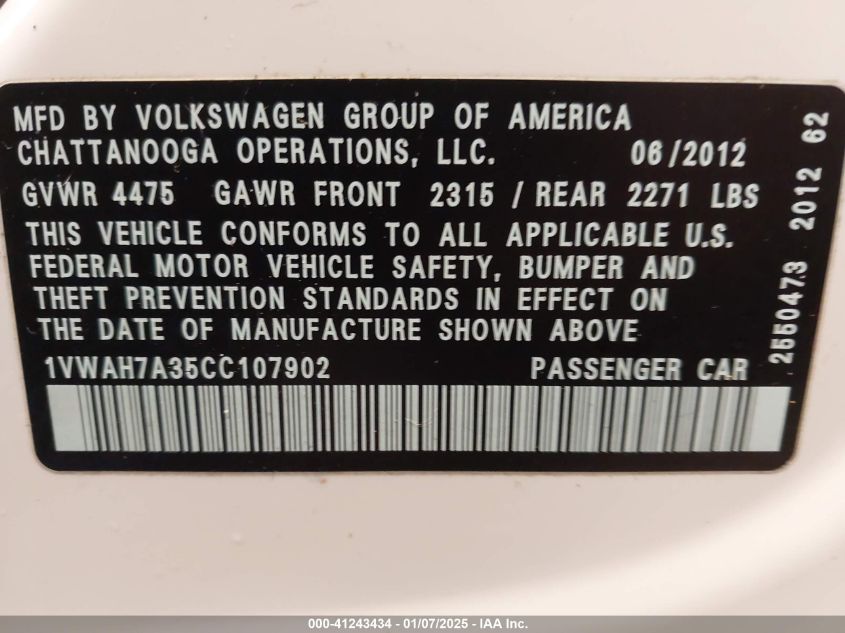 MFD BY VOLKSWAGEN GROUP OF AMERICA
CHATTANOOGA OPERATIONS, LLC. 06/2012
GVWR 4475 GAWR FRONT 2315 / REAR 2271 LBS
THIS VEHICLE CONFORMS TO ALL APPLICABLE U.S.
FEDERAL MOTOR VEHICLE SAFETY, BUMPER AND
THEFT PREVENTION STANDARDS IN EFFECT ON
THE DATE OF MANUFACTURE SHOWN ABOVE
1VWAH7A35CC107902 PASSENGER CAR
2550473 2012 62
000-41243434 - 01/07/2025 - IAA Inc.